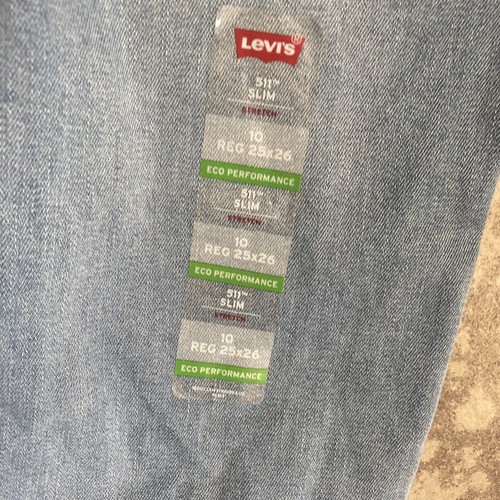 Levi's
511™
SLIM
STRETCH
10
REG 25x26
ECO PERFORMANCE
511™
SLIM
STRETCH
10
REG 25x26
ECO PERFORMANCE
511™
SLIM
STRETCH
10
REG 25x26
ECO PERFORMANCE